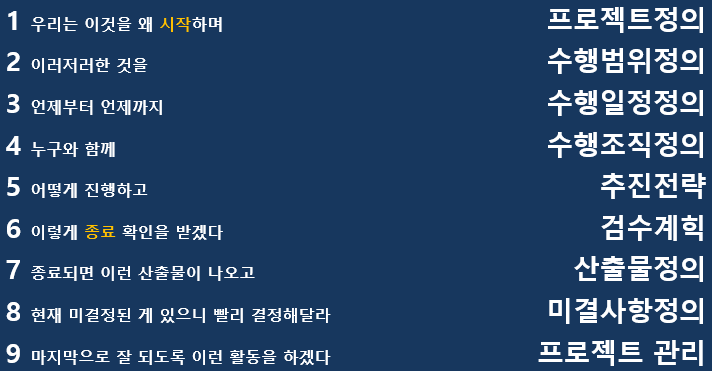 1 우리는 이것을 왜 시작하며 프로젝트정의
2 이러저러한 것을 수행범위정의
3 언제부터 언제까지 수행일정정의
4 누구와 함께 수행조직정의
5 어떻게 진행하고 추진전략
6 이렇게 종료 확인을 받겠다 검수계획
7 종료되면 이런 산출물이 나오고 산출물정의
8 현재 미결정된 게 있으니 빨리 결정해달라 미결사항정의
9 마지막으로 잘 되도록 이런 활동을 하겠다 프로젝트 관리